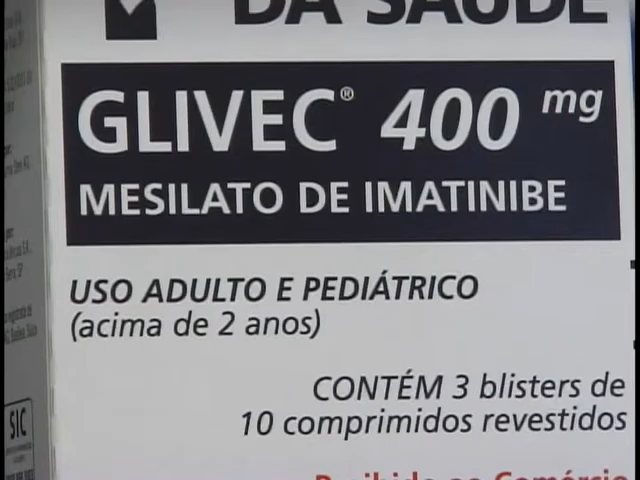 DA SAÚDE
GLIVEC® 400 mg
MESILATO DE IMATINIBE
USO ADULTO E PEDIÁTRICO
(acima de 2 anos)
CONTÉM 3 blisters de
10 comprimidos revestidos
SIC